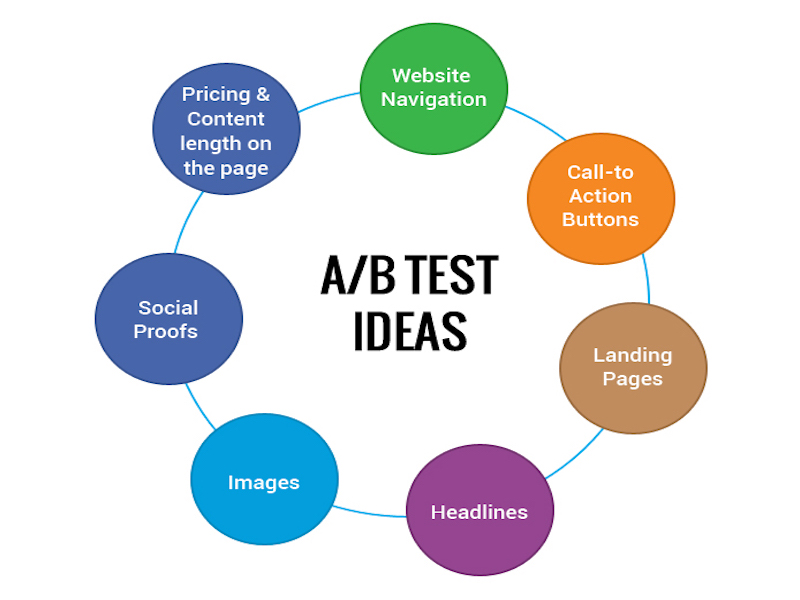 Website
Navigation
Call-to
Action
Buttons
Landing
Pages
Headlines
Images
Social
Proofs
Pricing &
Content
length on
the page
A/B TEST
IDEAS